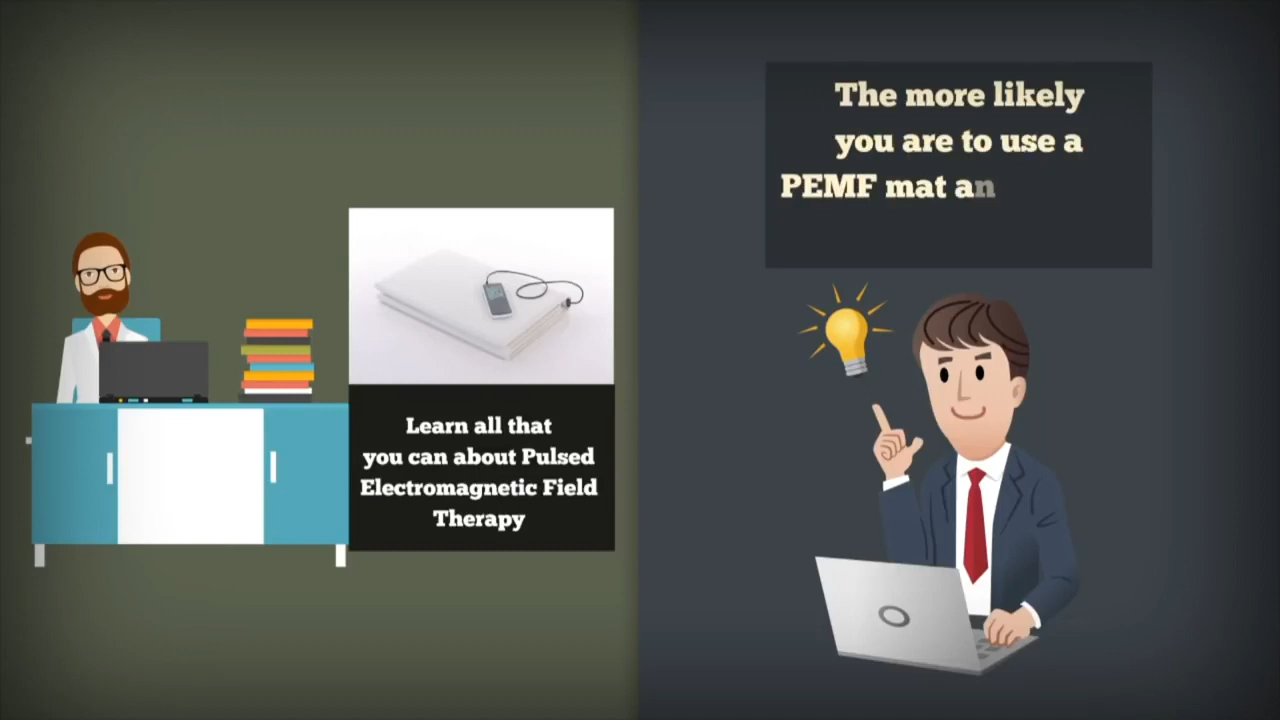 Learn all that
you can about Pulsed
Electromagnetic Field
Therapy
The more likely
you are to use a
PEMF mat an